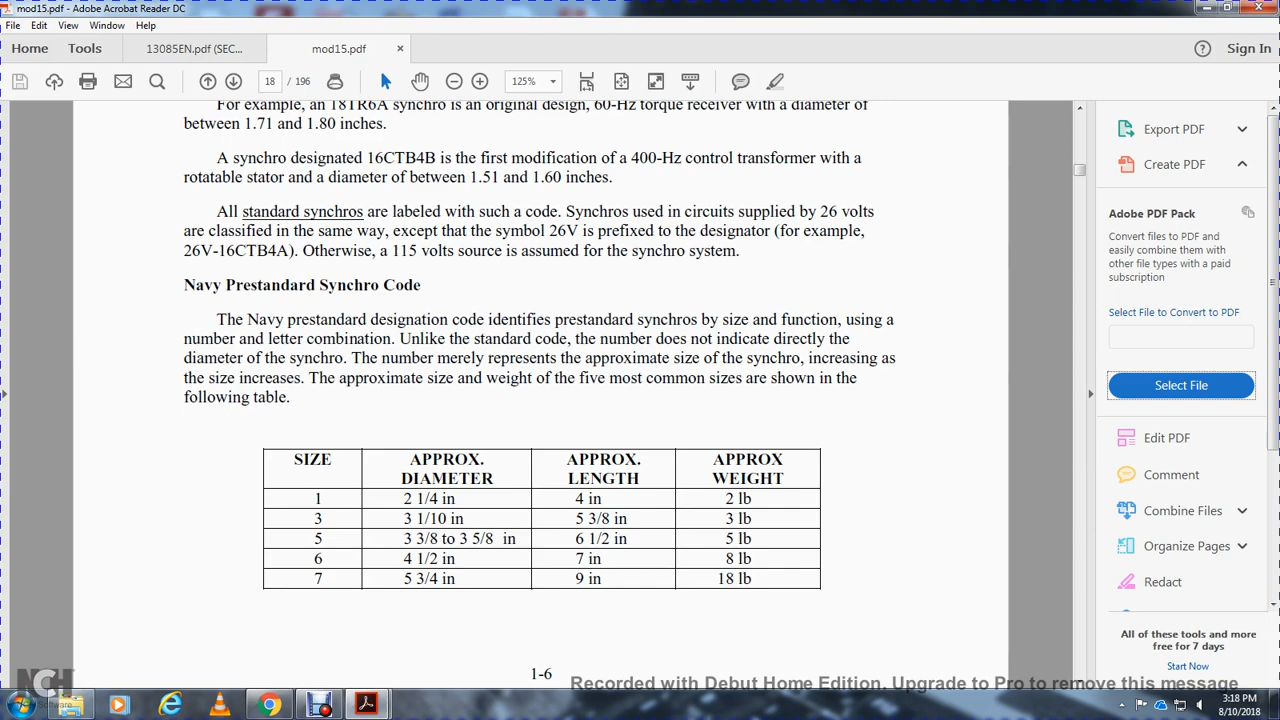 mod15.pdf - Adobe Acrobat Reader DC
File Edit View Window Help
Home Tools 13085EN.pdf (SEC... mod15.pdf × Sign In
18 / 196 125%
For example, an 18TR6A synchro is an original design, 60-Hz torque receiver with a diameter of
between 1.71 and 1.80 inches.
A synchro designated 16CTB4B is the first modification of a 400-Hz control transformer with a
rotatable stator and a diameter of between 1.51 and 1.60 inches.
All standard synchros are labeled with such a code. Synchros used in circuits supplied by 26 volts
are classified in the same way, except that the symbol 26V is prefixed to the designator (for example,
26V-16CTB4A). Otherwise, a 115 volts source is assumed for the synchro system.
Navy Prestandard Synchro Code
The Navy prestandard designation code identifies prestandard synchros by size and function, using a
number and letter combination. Unlike the standard code, the number does not indicate directly the
diameter of the synchro. The number merely represents the approximate size of the synchro, increasing as
the size increases. The approximate size and weight of the five most common sizes are shown in the
following table.
SIZE APPROX. APPROX. APPROX
DIAMETER LENGTH WEIGHT
1 2 1/4 in 4 in 2 lb
3 3 1/10 in 5 3/8 in 3 lb
5 3 3/8 to 3 5/8 in 6 1/2 in 5 lb
6 4 1/2 in 7 in 8 lb
7 5 3/4 in 9 in 18 lb
1-6
Export PDF
Create PDF
Adobe PDF Pack
Convert files to PDF and
easily combine them with
other file types with a paid
subscription
Select File to Convert to PDF
Select File
Edit PDF
Comment
Combine Files
Organize Pages
Redact
All of these tools and more
free for 7 days
Start Now
NCH
Software
Recorded with Debut Home Edition. Upgrade to Pro to remove this message
3:18 PM
8/10/2018